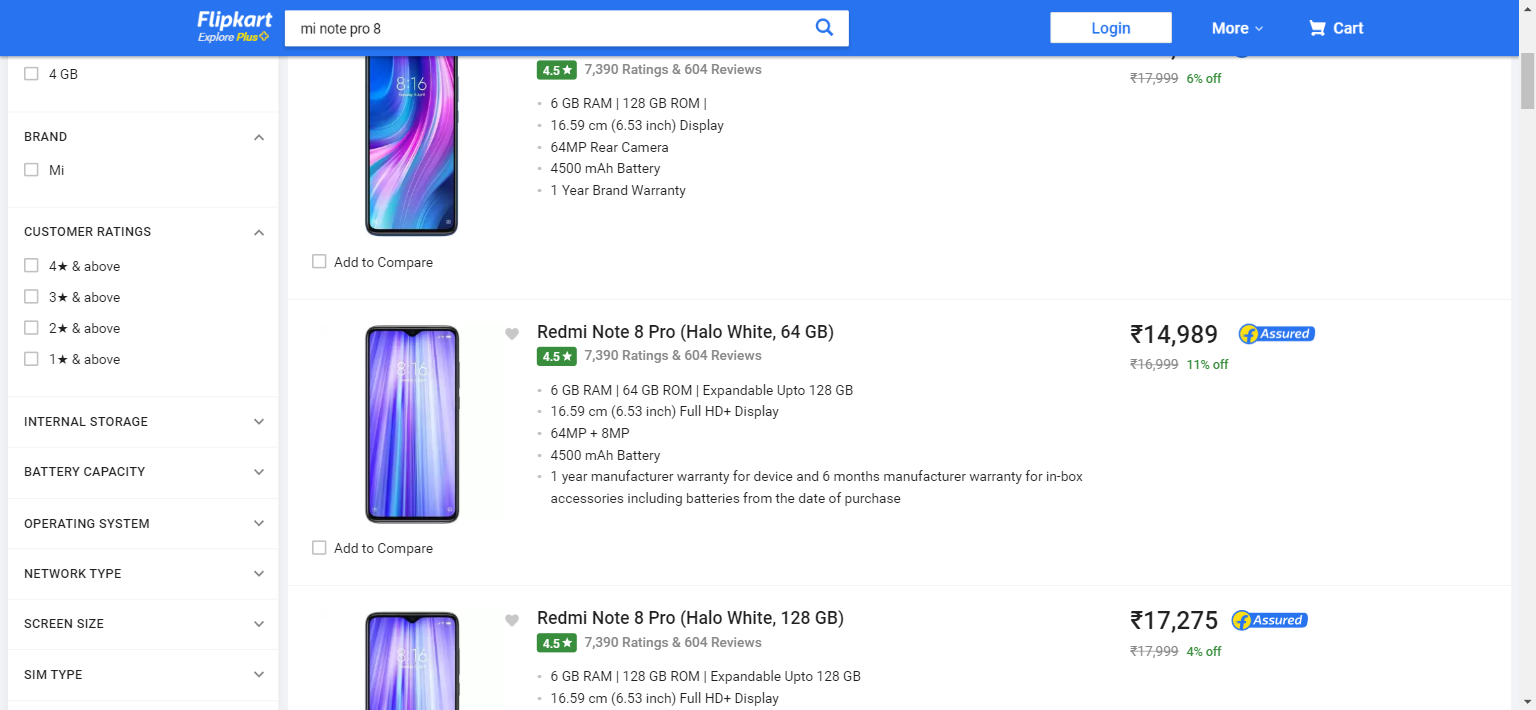 Flipkart
Explore Plus
mi note pro 8
Login
More
Cart
4 GB
BRAND
Mi
CUSTOMER RATINGS
4★ & above
3★ & above
2★ & above
1★ & above
INTERNAL STORAGE
BATTERY CAPACITY
OPERATING SYSTEM
NETWORK TYPE
SCREEN SIZE
SIM TYPE
8:16
4.5★ 7,390 Ratings & 604 Reviews
6 GB RAM | 128 GB ROM |
16.59 cm (6.53 inch) Display
64MP Rear Camera
4500 mAh Battery
1 Year Brand Warranty
₹17,999 6% off
Add to Compare
8:16
Redmi Note 8 Pro (Halo White, 64 GB)
4.5★ 7,390 Ratings & 604 Reviews
6 GB RAM | 64 GB ROM | Expandable Upto 128 GB
16.59 cm (6.53 inch) Full HD+ Display
64MP + 8MP
4500 mAh Battery
1 year manufacturer warranty for device and 6 months manufacturer warranty for in-box
accessories including batteries from the date of purchase
₹14,989 Assured
₹16,999 11% off
Add to Compare
8:16
Redmi Note 8 Pro (Halo White, 128 GB)
4.5★ 7,390 Ratings & 604 Reviews
6 GB RAM | 128 GB ROM | Expandable Upto 128 GB
16.59 cm (6.53 inch) Full HD+ Display
₹17,275 Assured
₹17,999 4% off